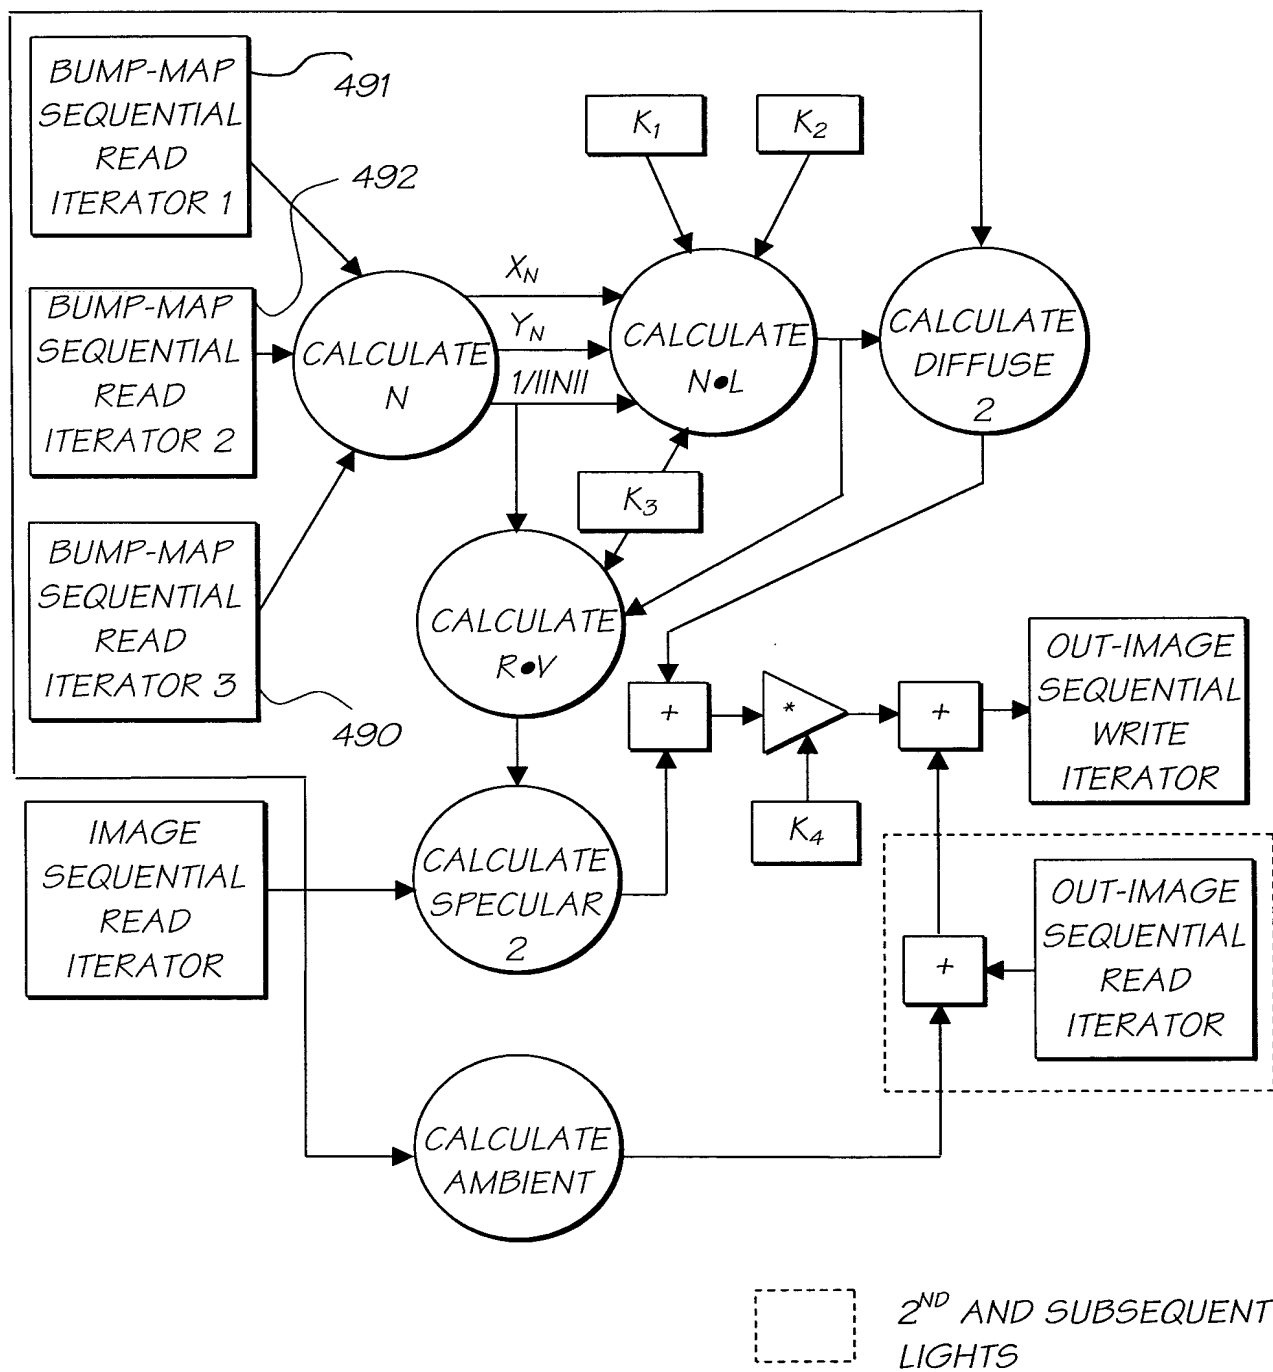 BUMP-MAP
SEQUENTIAL
READ
ITERATOR 1
491
K1
K2
492
BUMP-MAP
SEQUENTIAL
READ
ITERATOR 2
CALCULATE
N
XN
YN
1/||N||
CALCULATE
N●L
CALCULATE
DIFFUSE
2
K3
BUMP-MAP
SEQUENTIAL
READ
ITERATOR 3
490
CALCULATE
R●V
+
*
K4
+
OUT-IMAGE
SEQUENTIAL
WRITE
ITERATOR
IMAGE
SEQUENTIAL
READ
ITERATOR
CALCULATE
SPECULAR
2
+
OUT-IMAGE
SEQUENTIAL
READ
ITERATOR
CALCULATE
AMBIENT
2ND AND SUBSEQUENT
LIGHTS